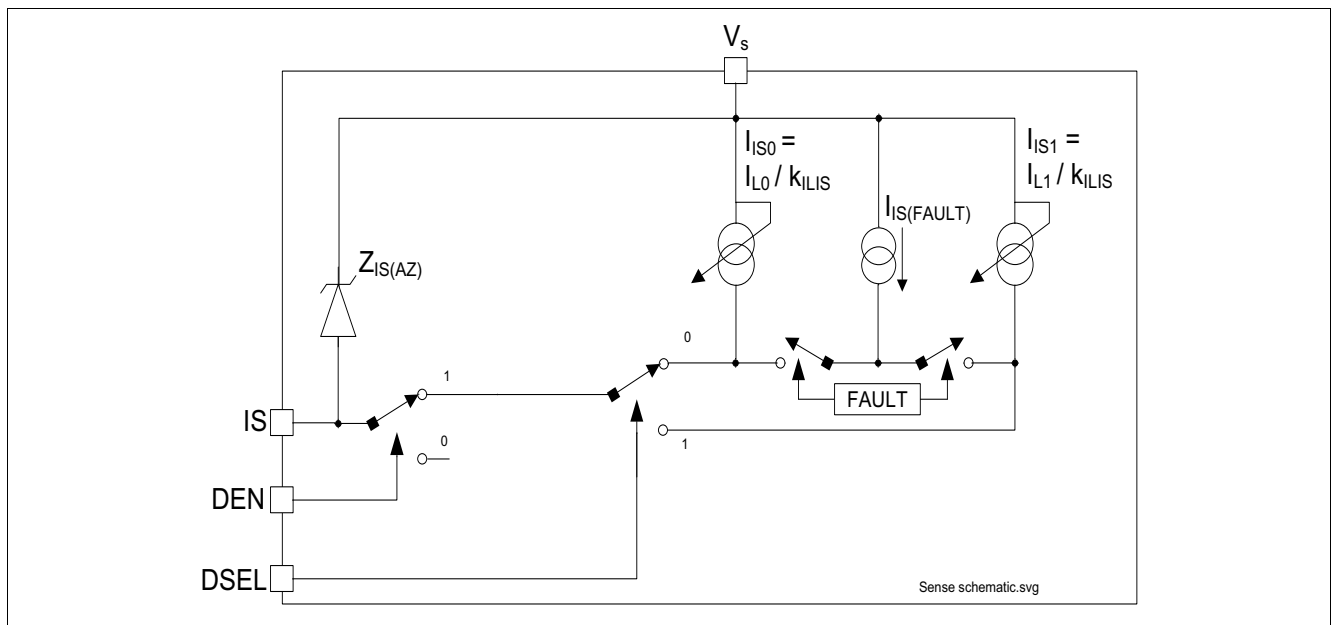 Vs
IIS0 =
IL0 / kILIS
IIS(FAULT)
IIS1 =
IL1 / kILIS
ZIS(AZ)
0
1
FAULT
IS
0
1
DEN
DSEL
Sense schematic.svg